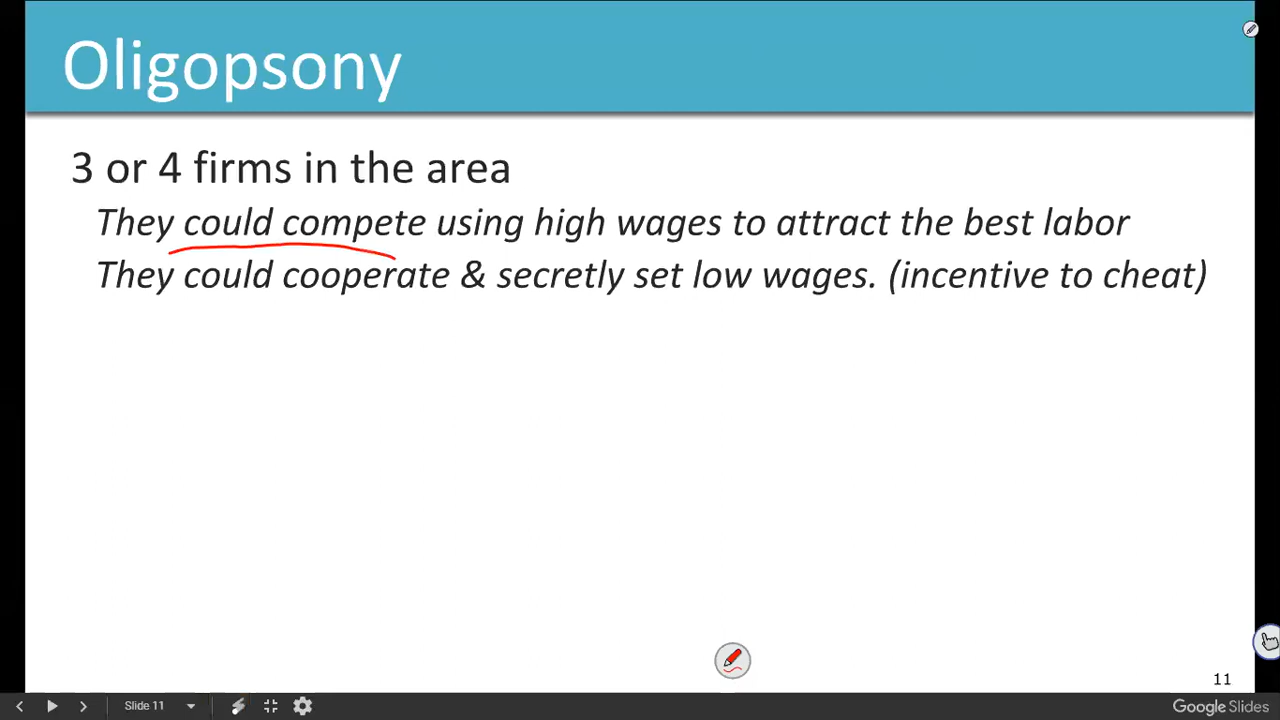 Oligopsony
3 or 4 firms in the area
They could compete using high wages to attract the best labor
They could cooperate & secretly set low wages. (incentive to cheat)
11
Slide 11
Google Slides